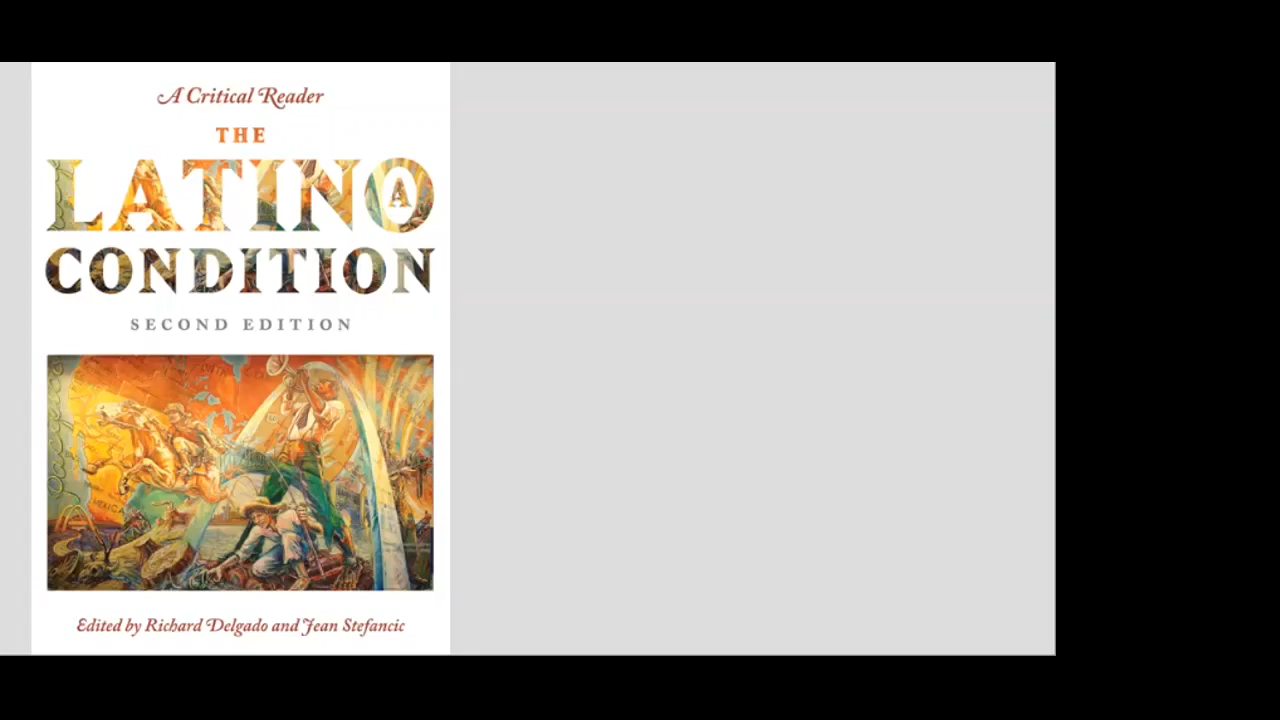 A Critical Reader
THE
LATINO
A
CONDITION
SECOND EDITION
Edited by Richard Delgado and Jean Stefancic